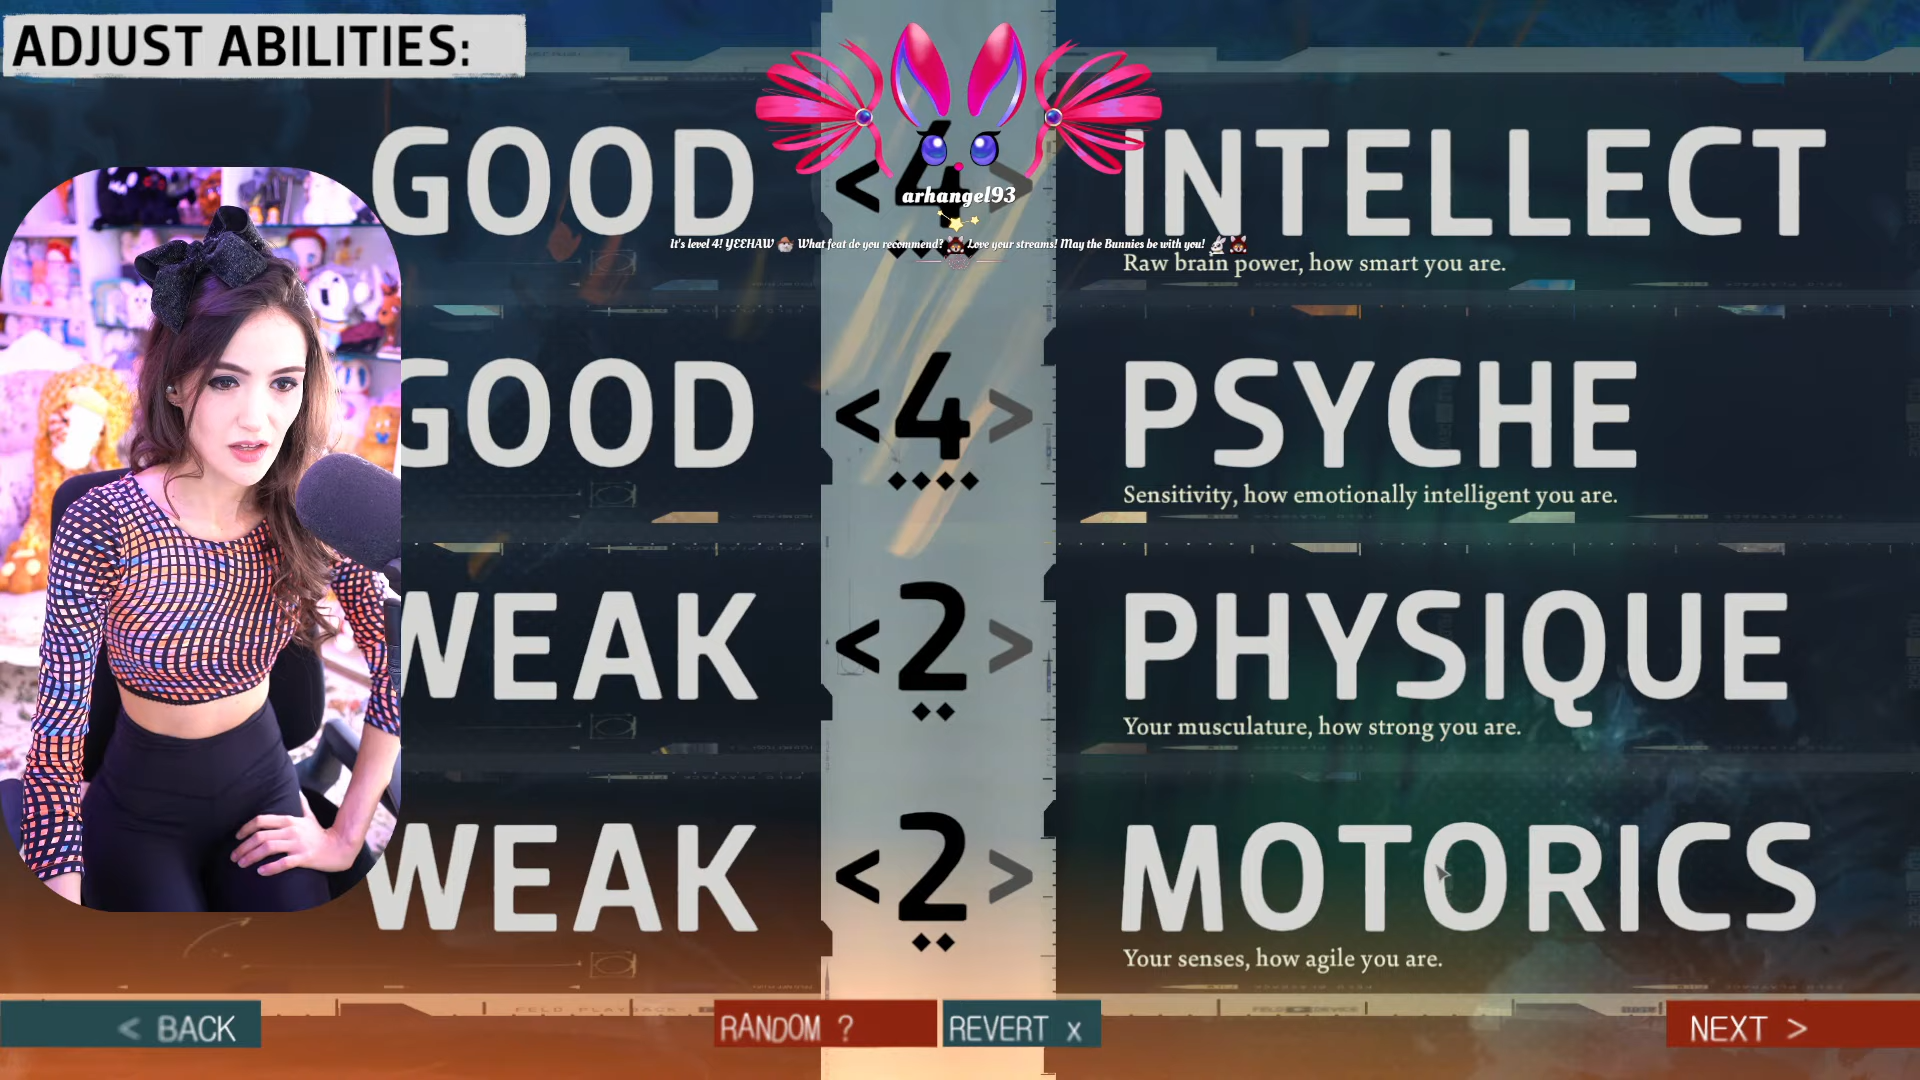 ADJUST ABILITIES:
GOOD <4> INTELLECT
arhangel93
It's level 4! YEEHAW What feat do you recommend? Love your streams! May the Bunnies be with you!
Raw brain power, how smart you are.
GOOD <4> PSYCHE
Sensitivity, how emotionally intelligent you are.
WEAK <2> PHYSIQUE
Your musculature, how strong you are.
WEAK <2> MOTORICS
Your senses, how agile you are.
FELD PLAYBACK
< BACK RANDOM ? REVERT x NEXT >